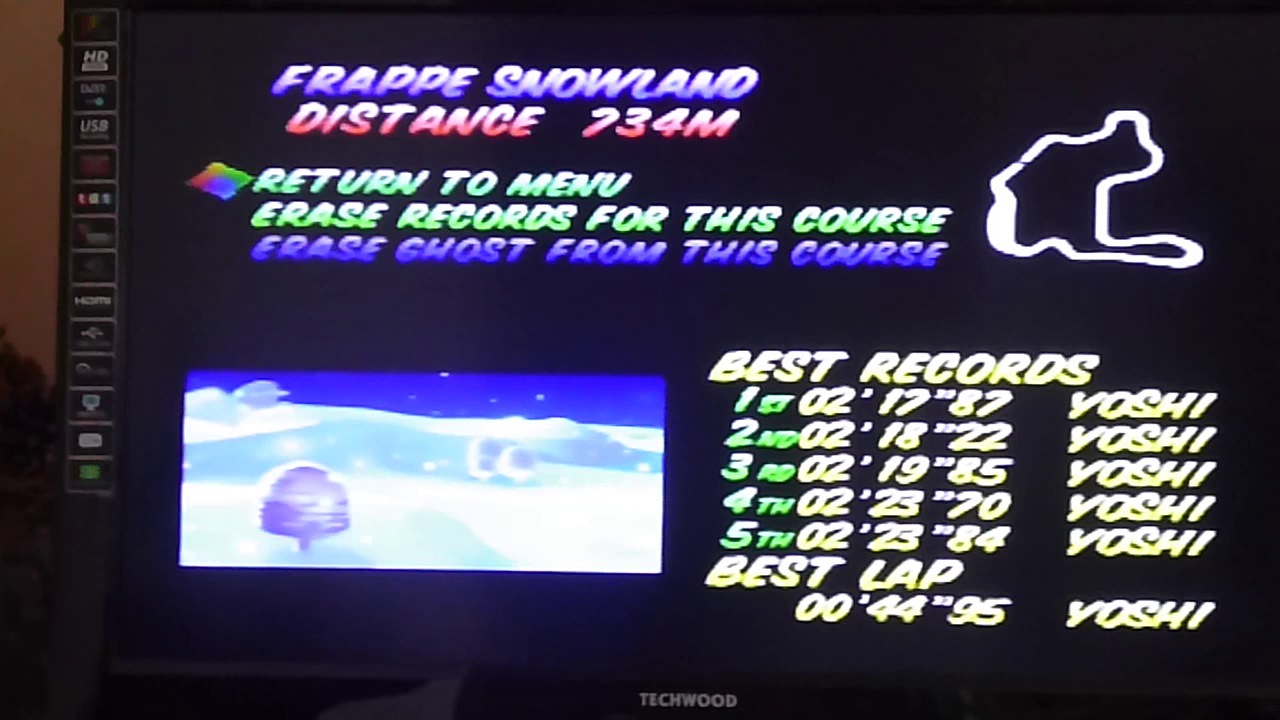 FRAPPE SNOWLAND
DISTANCE 734M
RETURN TO MENU
ERASE RECORDS FOR THIS COURSE
ERASE GHOST FROM THIS COURSE
BEST RECORDS
1ST 02'17"87 YOSHI
2ND 02'18"22 YOSHI
3RD 02'19"85 YOSHI
4TH 02'23"70 YOSHI
5TH 02'23"84 YOSHI
BEST LAP
00'44"95 YOSHI
HD
USB
HDMI
TECHWOOD